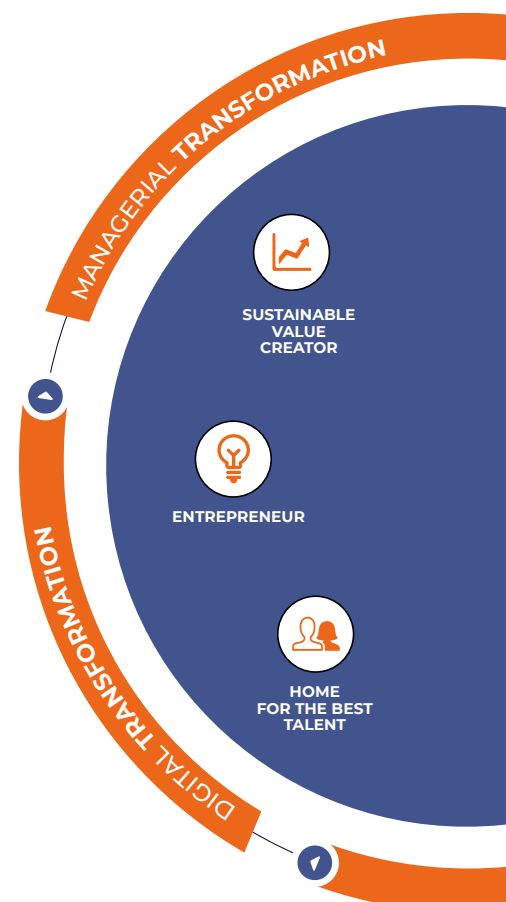 MANAGERIAL TRANSFORMATION
SUSTAINABLE
VALUE
CREATOR
ENTREPRENEUR
HOME
FOR THE BEST
TALENT
DIGITAL TRANSFORMATION